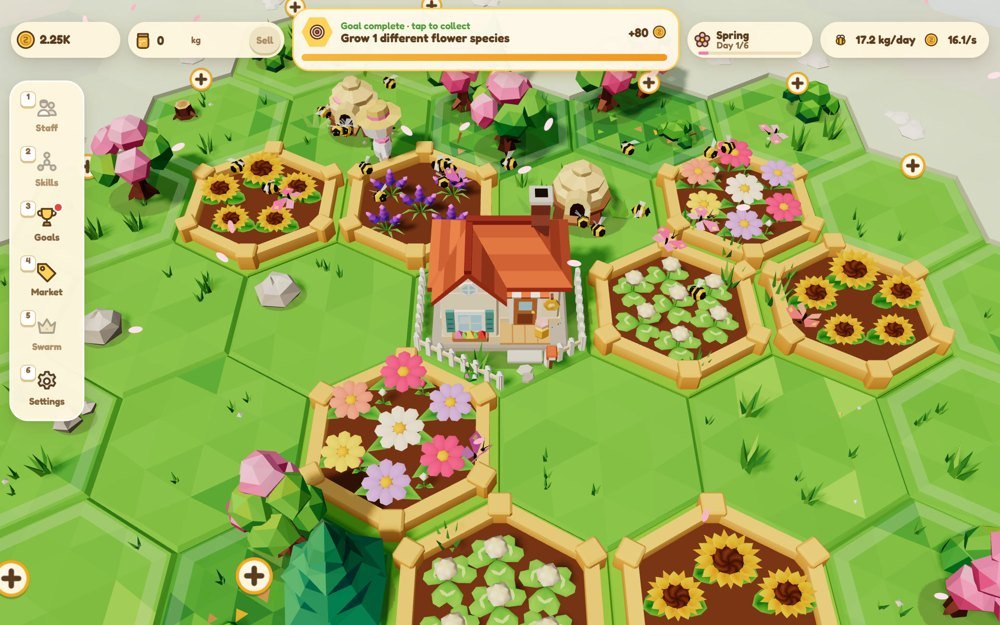 2.25K
0 kg
Sell
Goal complete · tap to collect
Grow 1 different flower species
+80
Spring
Day 1/6
17.2 kg/day
16.1/s
1
Staff
2
Skills
3
Goals
4
Market
5
Swarm
6
Settings